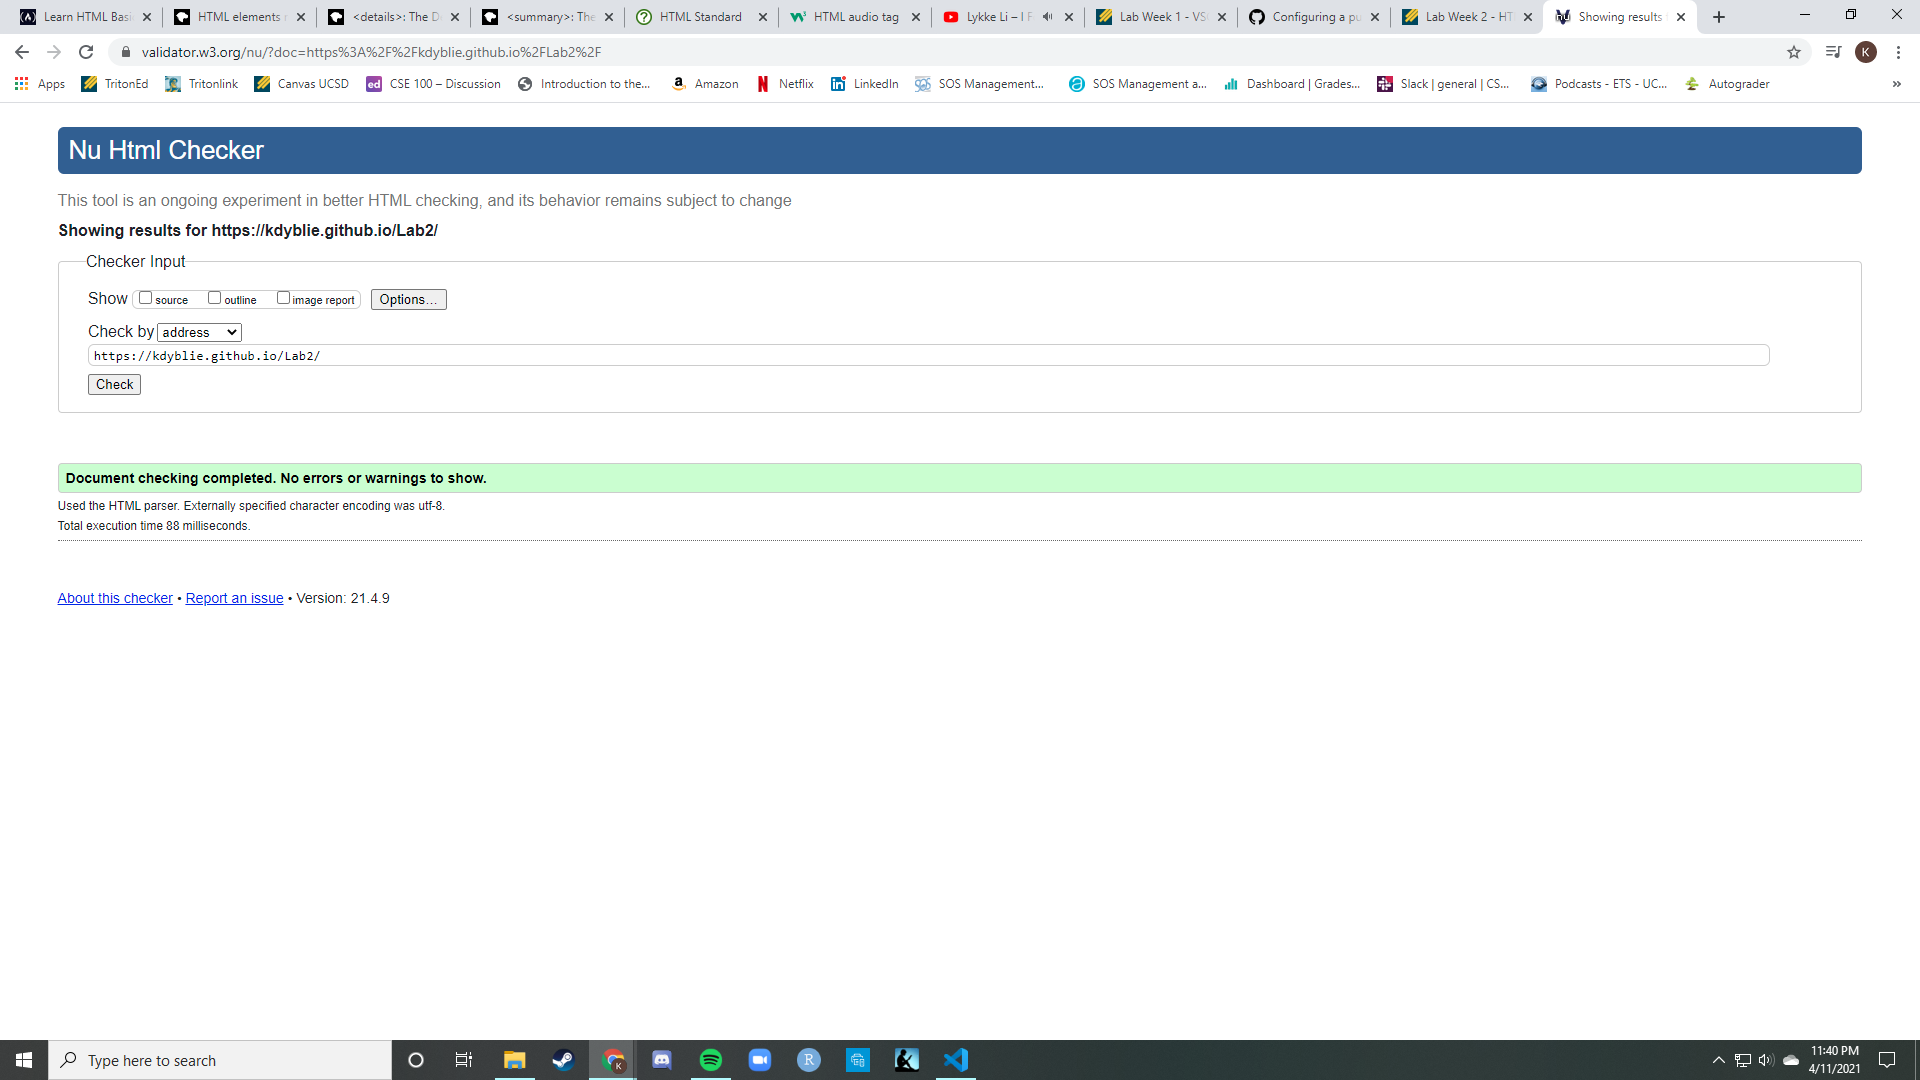 Learn HTML Basi
HTML elements r
<details>: The D
<summary>: The
HTML Standard
HTML audio tag
Lykke Li – I F
Lab Week 1 - VS
Configuring a pu
Lab Week 2 - HT
Showing results f
validator.w3.org/nu/?doc=https%3A%2F%2Fkdyblie.github.io%2FLab2%2F
K
Apps
TritonEd
Tritonlink
Canvas UCSD
ed CSE 100 – Discussion
Introduction to the...
Amazon
Netflix
LinkedIn
SOS Management...
SOS Management a...
Dashboard | Grades...
Slack | general | CS...
Podcasts - ETS - UC...
Autograder
»
Nu Html Checker
This tool is an ongoing experiment in better HTML checking, and its behavior remains subject to change
Showing results for https://kdyblie.github.io/Lab2/
Checker Input
Show source outline image report Options...
Check by address
https://kdyblie.github.io/Lab2/
Check
Document checking completed. No errors or warnings to show.
Used the HTML parser. Externally specified character encoding was utf-8.
Total execution time 88 milliseconds.
About this checker • Report an issue • Version: 21.4.9
Type here to search
11:40 PM
4/11/2021